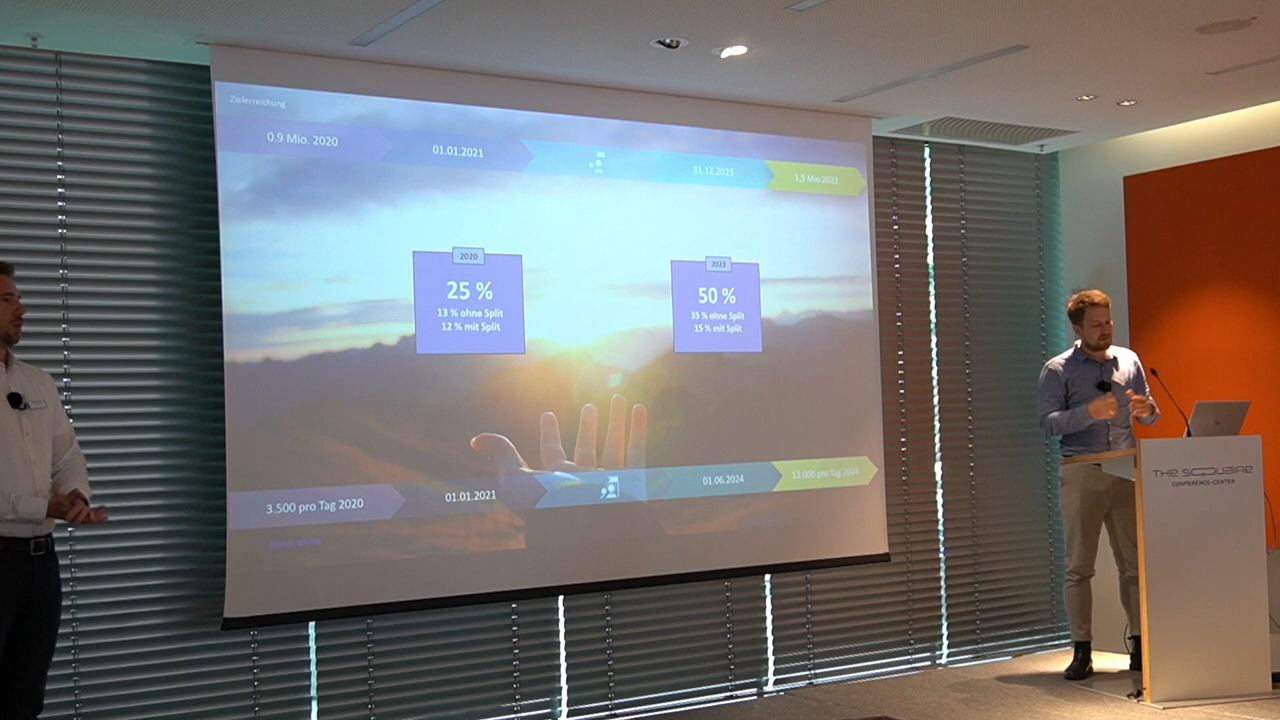 Zielerreichung
0.9 Mio. 2020
01.01.2021
31.12.2023
1,9 Mio 2023
2020
25 %
13 % ohne Split
12 % mit Split
2023
50 %
35 % ohne Split
15 % mit Split
3.500 pro Tag 2020
01.01.2021
01.06.2024
12.000 pro Tag 2024
THE SQUAIRE
CONFERENCE-CENTER